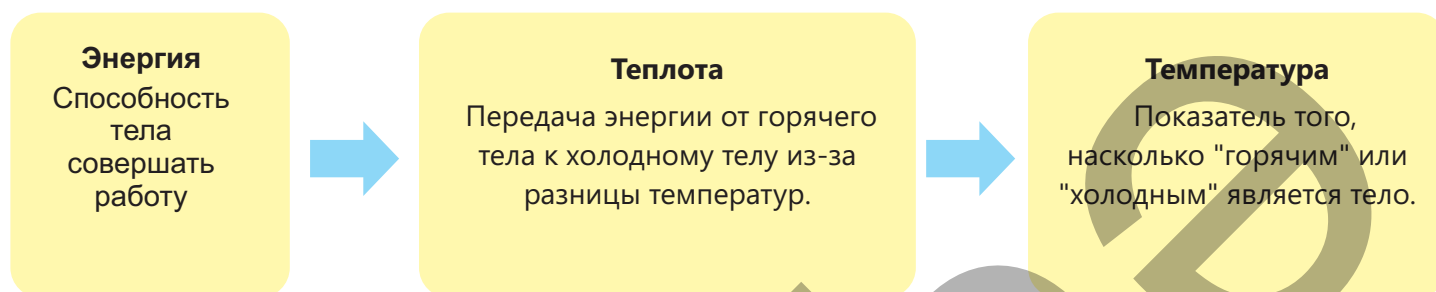 Энергия
Способность
тела
совершать
работу
Теплота
Передача энергии от горячего
тела к холодному телу из-за
разницы температур.
Температура
Показатель того,
насколько "горячим" или
"холодным" является тело.